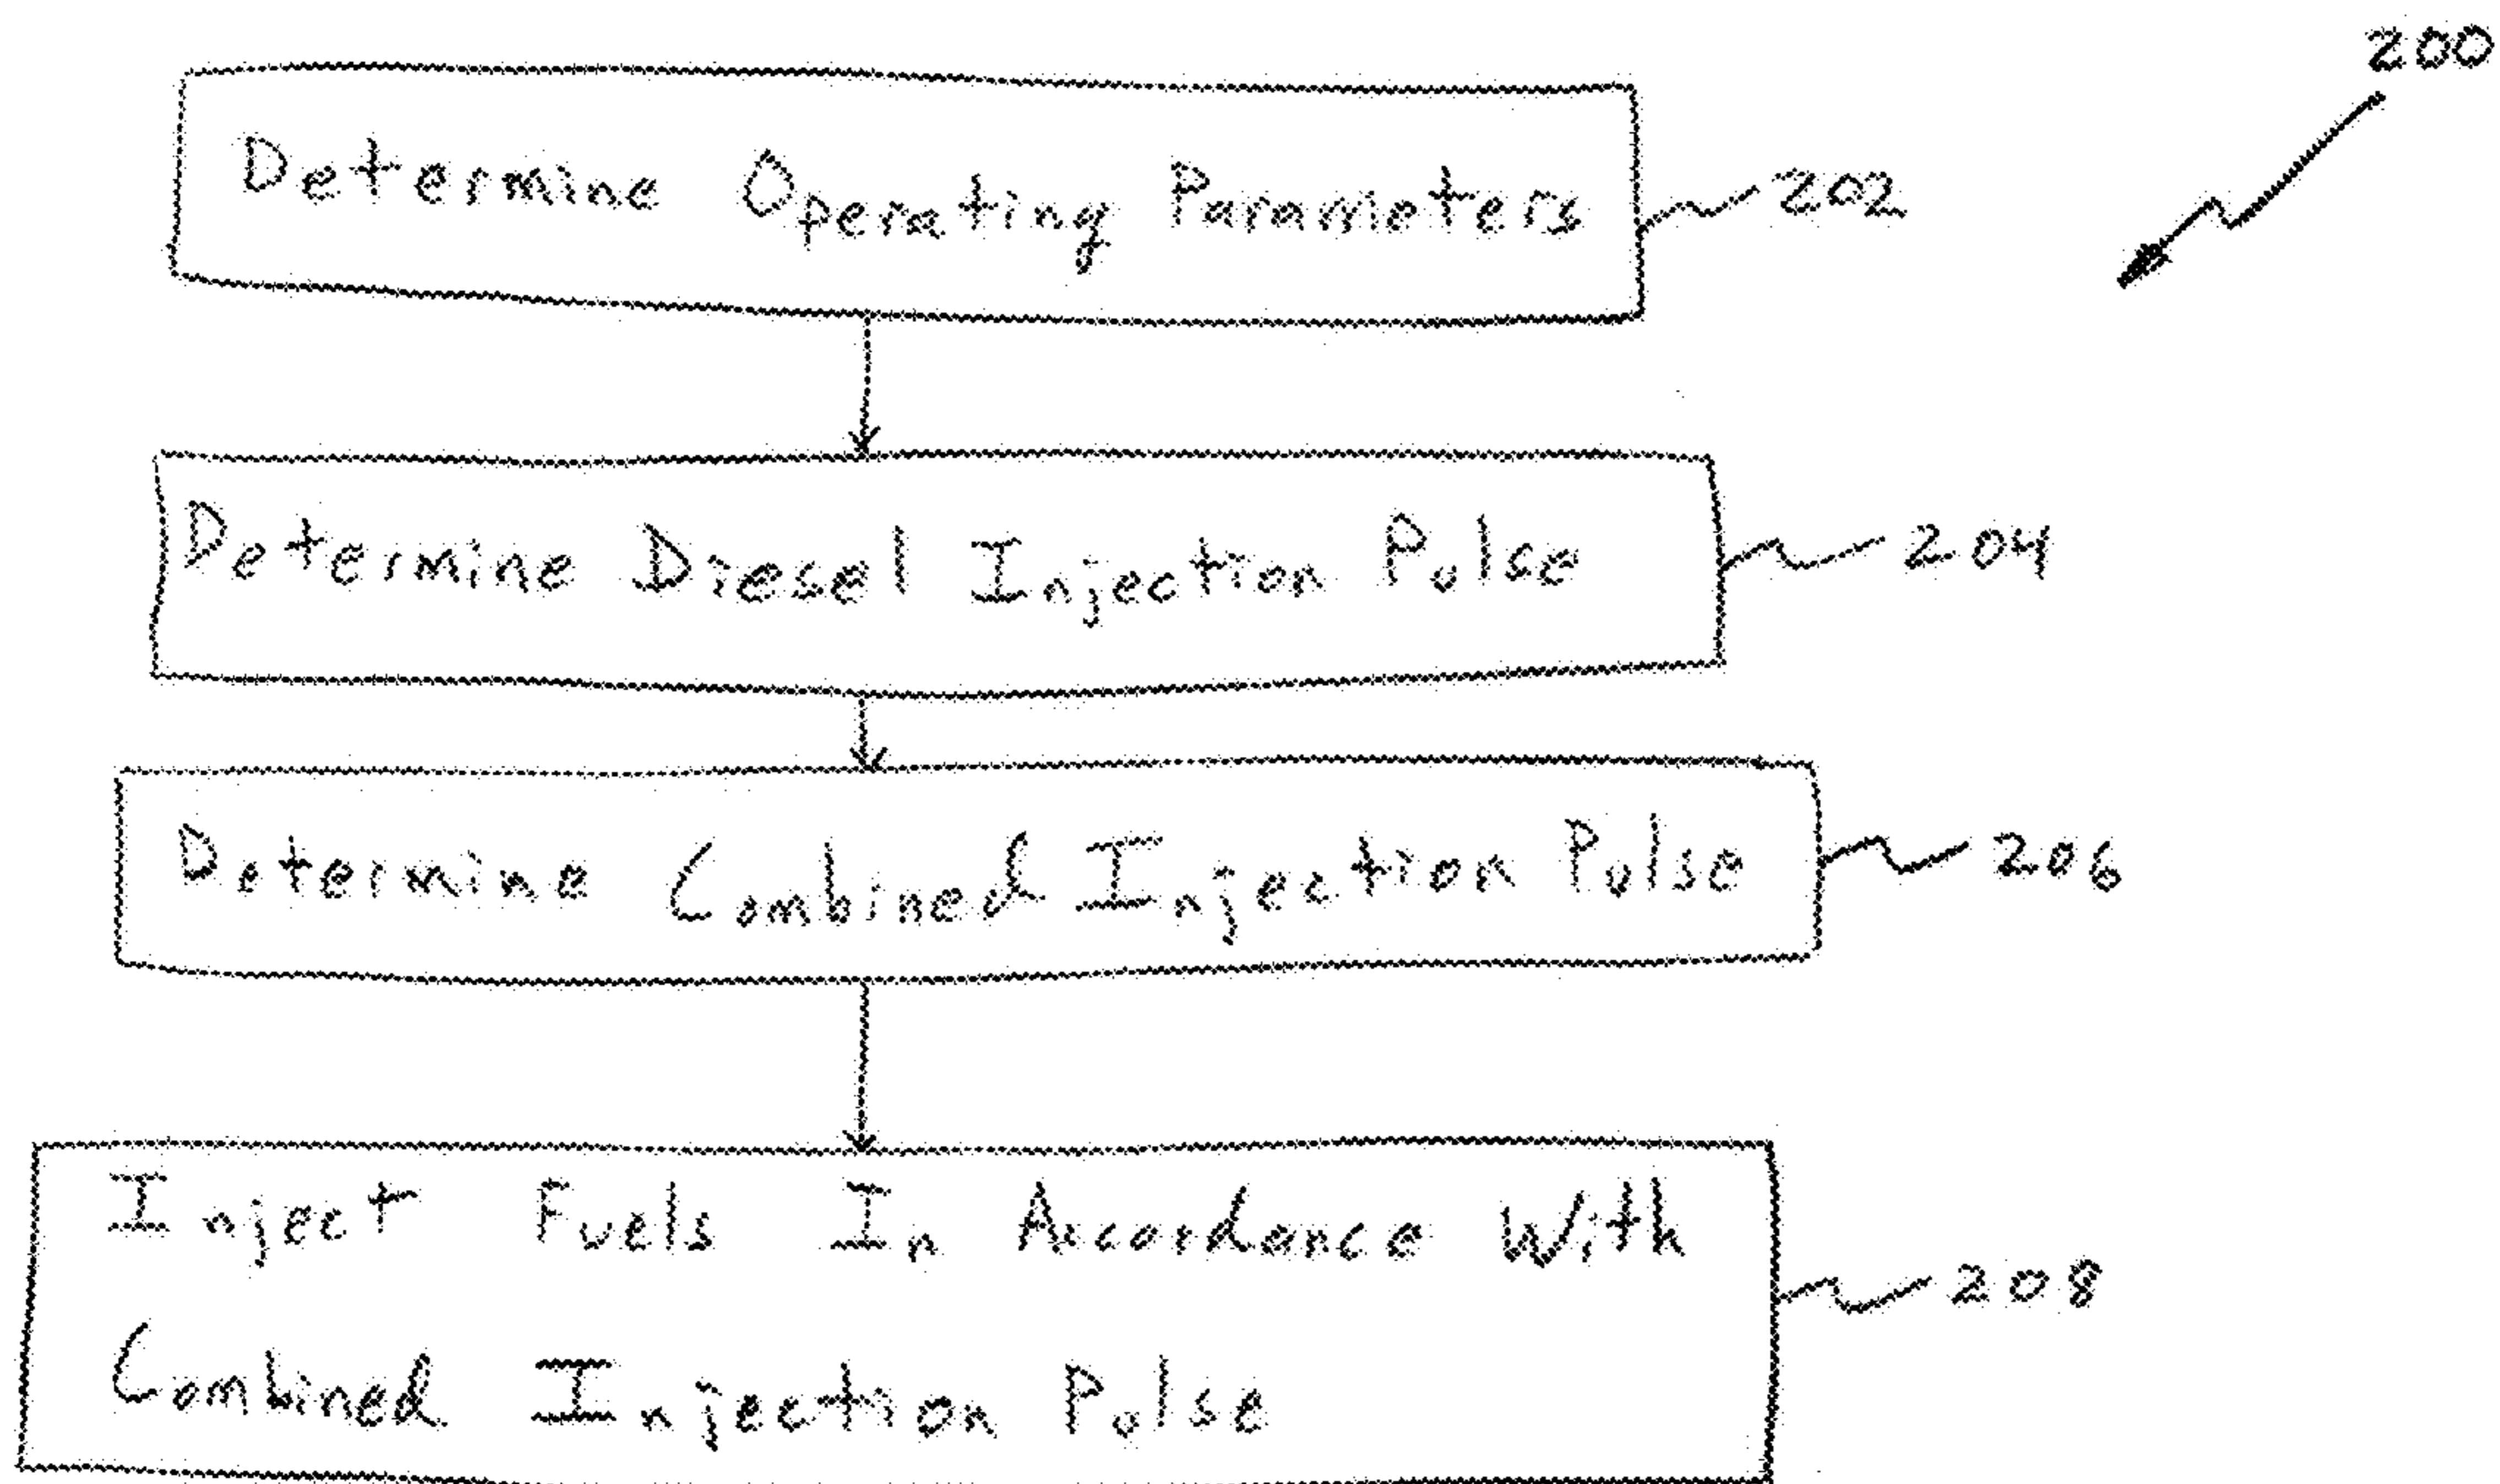 200
Determine Operating Parameters
202
Determine Diesel Injection Pulse
204
Determine Combined Injection Pulse
206
Inject Fuels In Accordence With
208
Combined Injection Pulse